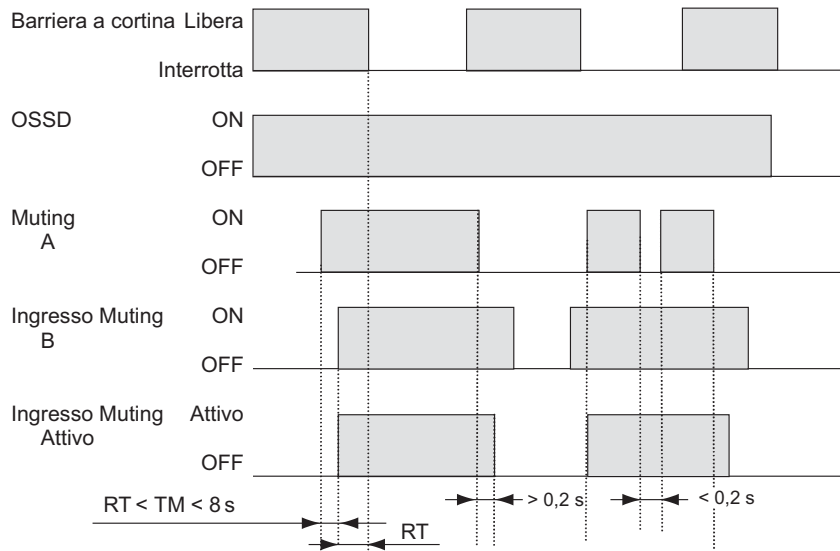 Barriera a cortina Libera
Interrotta
OSSD ON
OFF
Muting ON
A
OFF
Ingresso Muting ON
B
OFF
Ingresso Muting Attivo
Attivo
OFF
RT < TM < 8 s
RT
> 0,2 s
< 0,2 s